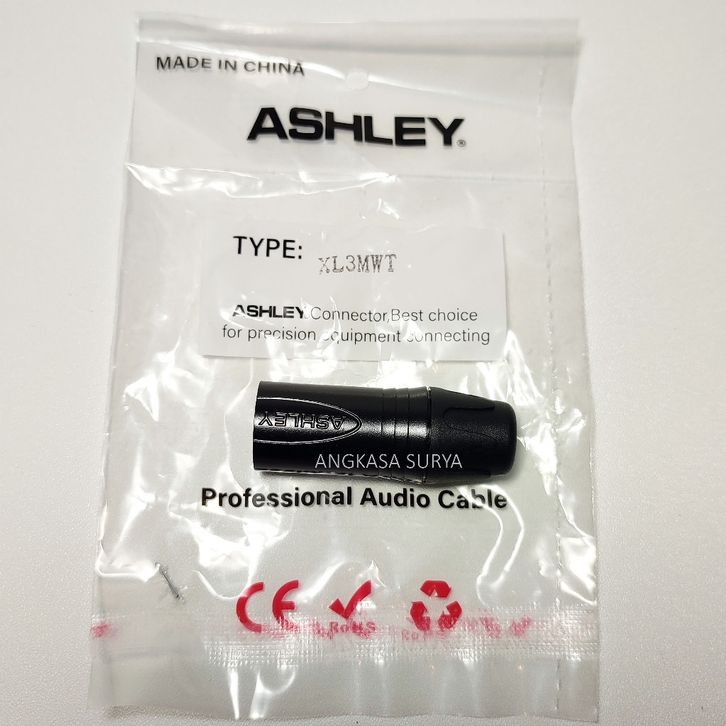 MADE IN CHINA
ASHLEY®
TYPE: XL3MWT
ASHLEY Connector,Best choice
for precision equipment connecting
ASHLEY
ANGKASA SURYA
Professional Audio Cable
CE RoHS